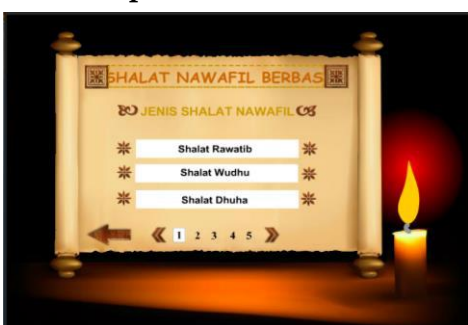 SHALAT NAWAFIL BERBAS
JENIS SHALAT NAWAFIL
Shalat Rawatib
Shalat Wudhu
Shalat Dhuha
1 2 3 4 5